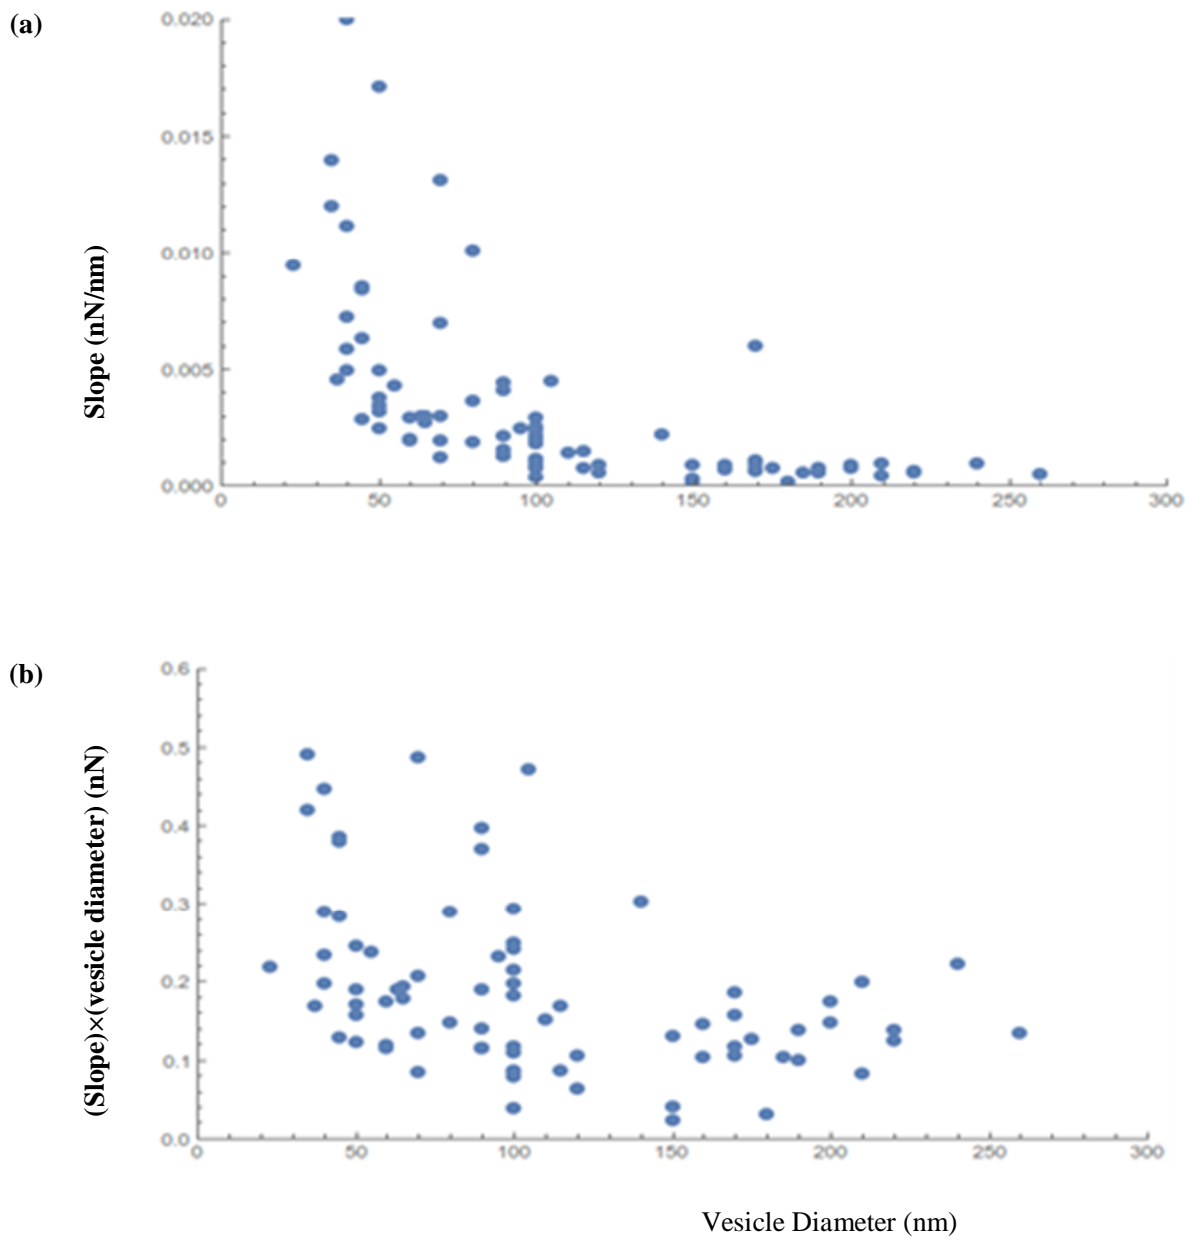 (a)
0.020
0.015
0.010
0.005
0.000
Slope (nN/nm)
0 50 100 150 200 250 300
(b)
0.6
0.5
0.4
0.3
0.2
0.1
0.0
(Slope)×(vesicle diameter) (nN)
0 50 100 150 200 250 300
Vesicle Diameter (nm)